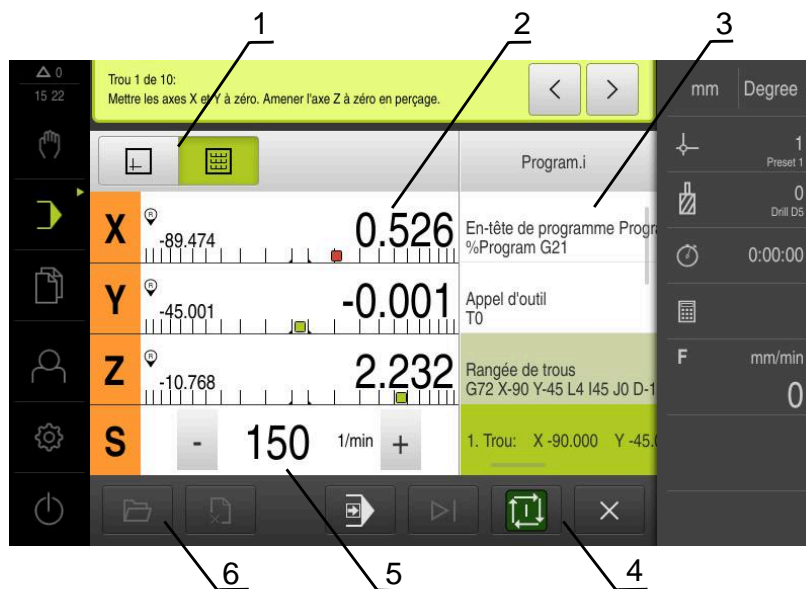 1
2
3
△ 0
15 22
Trou 1 de 10:
Mettre les axes X et Y à zéro. Amener l'axe Z à zéro en perçage.
<
>
mm
Degree
Program.i
1
Preset 1
0
Drill D5
0:00:00
F
mm/min
0
X
R
-89.474
0.526
En-tête de programme Progra
%Program G21
Y
R
-45.001
-0.001
Appel d'outil
T0
Z
R
-10.768
2.232
Rangée de trous
G72 X-90 Y-45 L4 I45 J0 D-1
S
-
150
1/min
+
1. Trou: X -90.000 Y -45.0
I
6
5
4